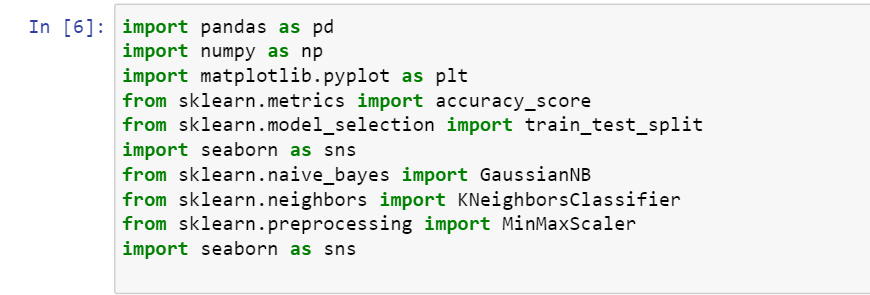 In [6]: import pandas as pd
import numpy as np
import matplotlib.pyplot as plt
from sklearn.metrics import accuracy_score
from sklearn.model_selection import train_test_split
import seaborn as sns
from sklearn.naive_bayes import GaussianNB
from sklearn.neighbors import KNeighborsClassifier
from sklearn.preprocessing import MinMaxScaler
import seaborn as sns